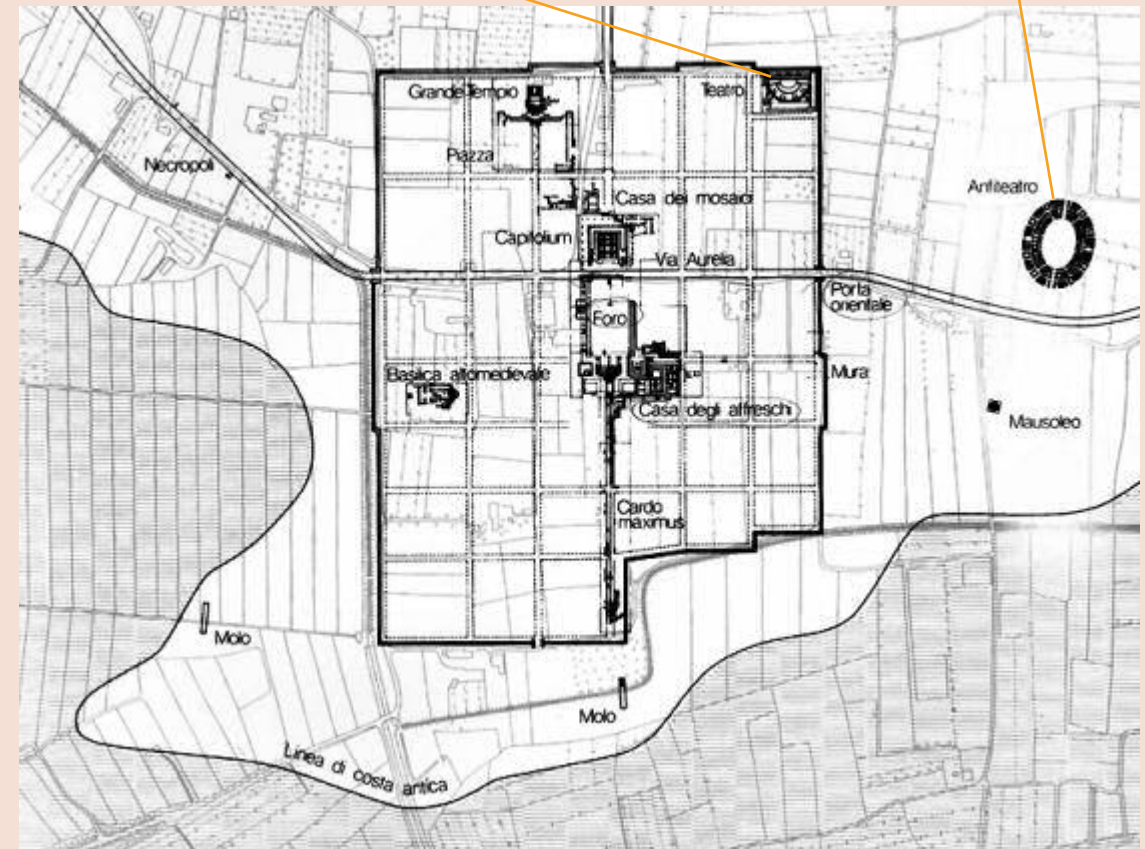 Grande Tempio
Teatro
Piazza
Necropoli
Casa dei mosaici
Anfiteatro
Capitolium
Via Aurelia
Porta
orientale
Foro
Basilica altomedievale
Mura
Casa degli affreschi
Mausoleo
Cardo
maximus
Molo
Molo
Linea di costa antica